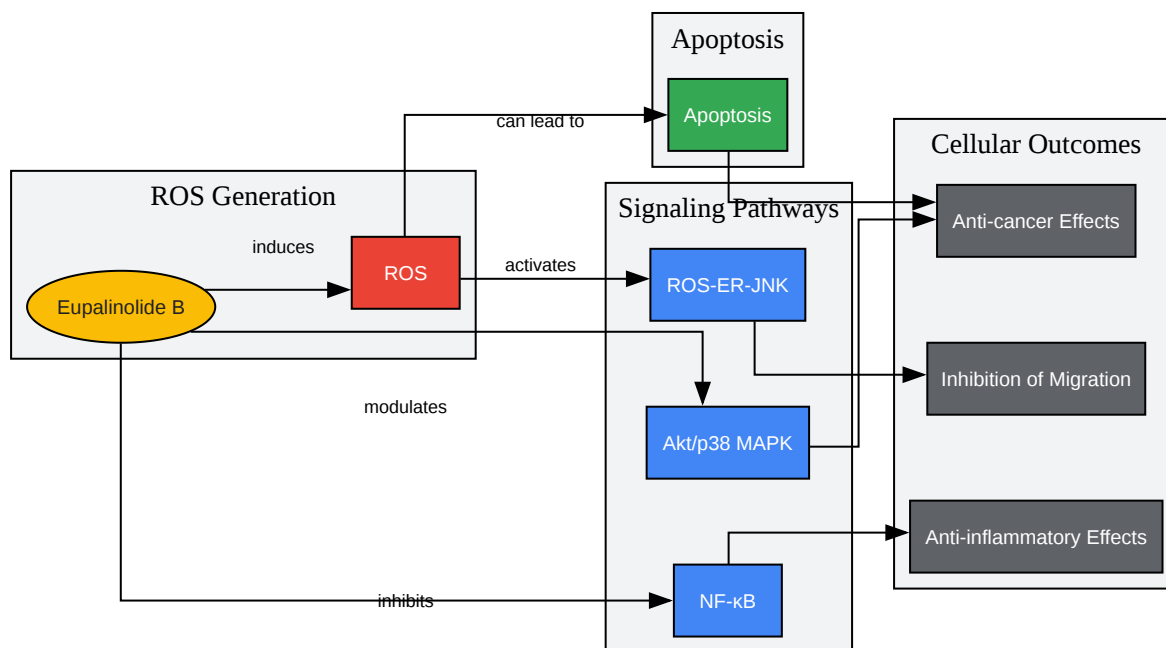 Apoptosis
Apoptosis
can lead to
Cellular Outcomes
ROS Generation
Signaling Pathways
Anti-cancer Effects
induces
ROS
activates
ROS-ER-JNK
Eupalinolide B
Inhibition of Migration
modulates
Akt/p38 MAPK
Anti-inflammatory Effects
inhibits
NF-κB